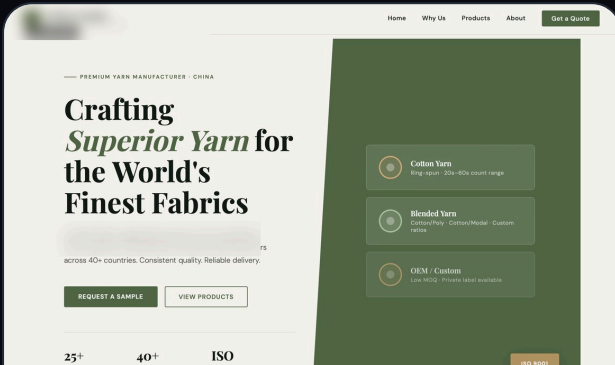 Home Why Us Products About Get a Quote
PREMIUM YARN MANUFACTURER · CHINA
Crafting
Superior Yarn for
the World's
Finest Fabrics
across 40+ countries. Consistent quality. Reliable delivery.
REQUEST A SAMPLE VIEW PRODUCTS
25+ 40+ ISO
Cotton Yarn
Ring-spun · 20s–60s count range
Blended Yarn
Cotton/Poly · Cotton/Modal · Custom
ratios
OEM / Custom
Low MOQ · Private label available
ISO 9001